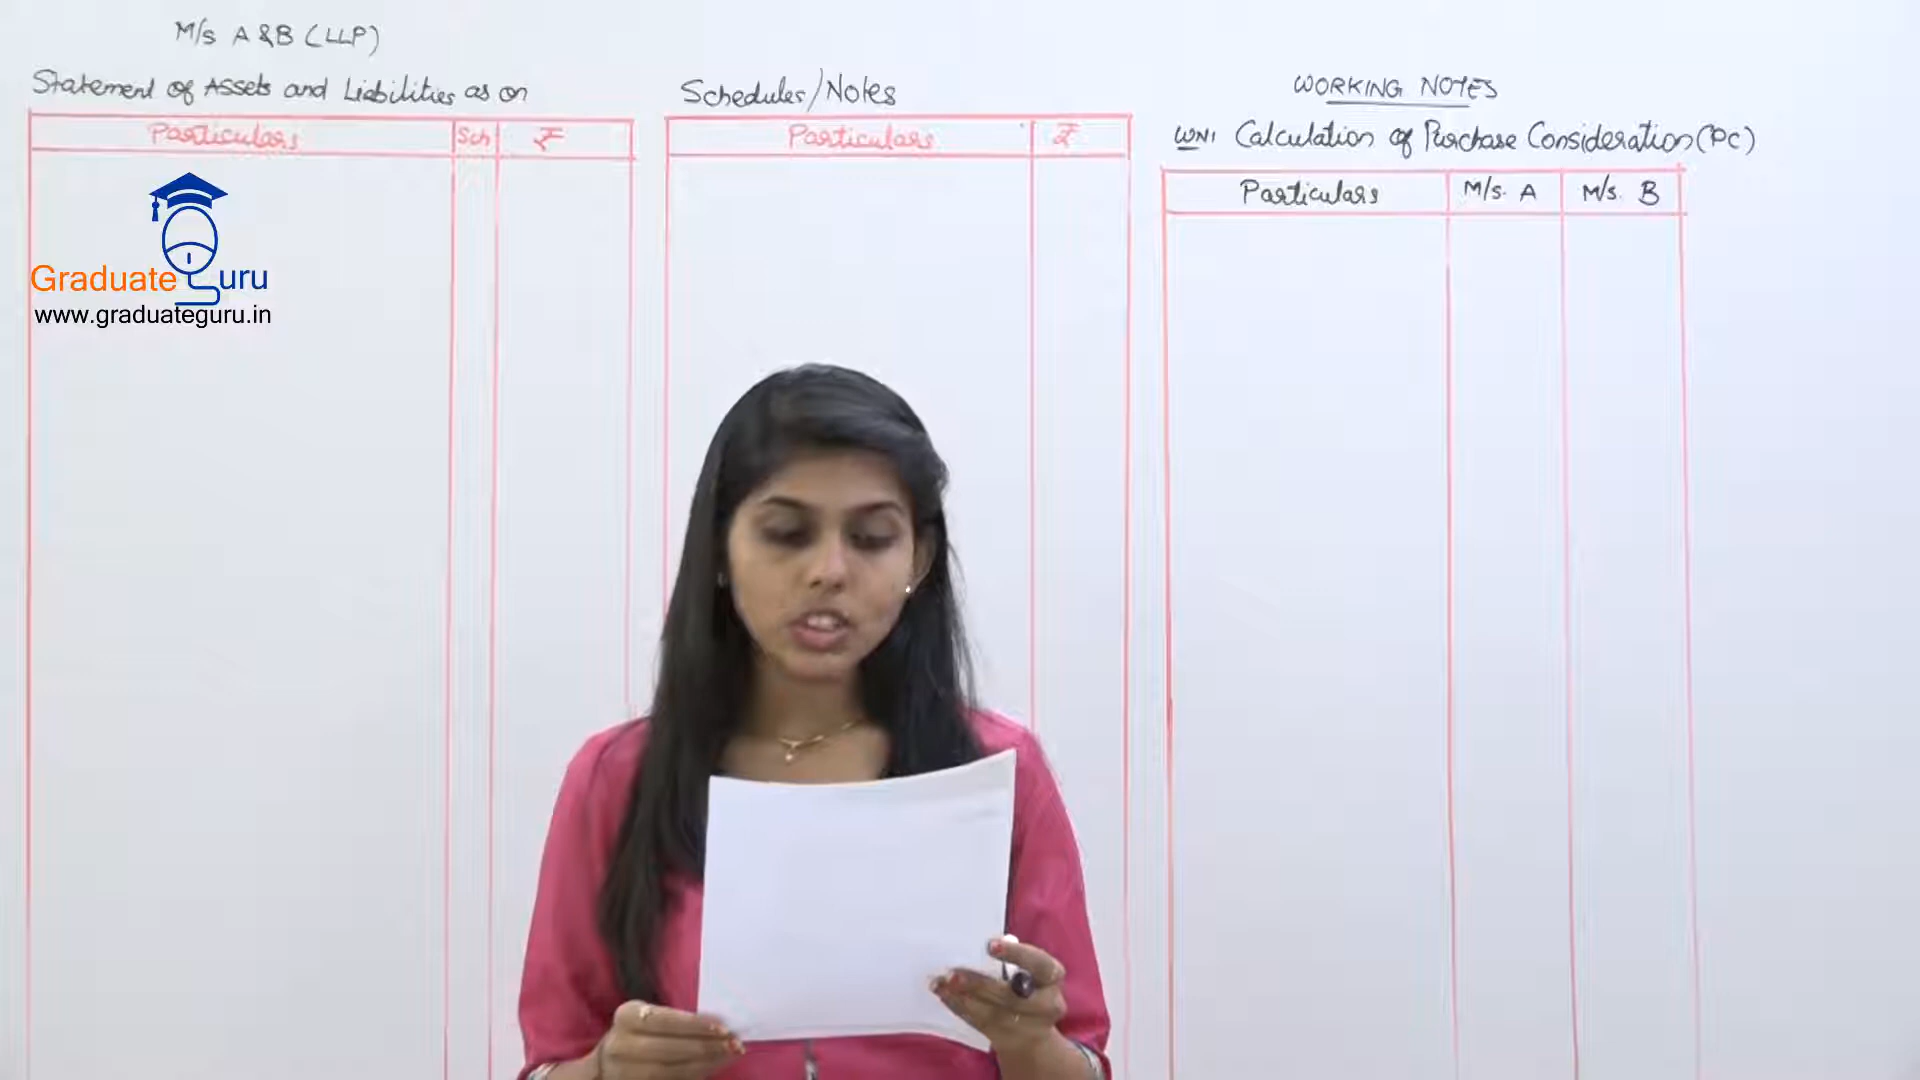 M/s A & B (LLP)
Statement of Assets and Liabilities as on
Particulars Sch ₹
Graduate Guru
www.graduateguru.in
Schedules/Notes
Particulars ₹
WORKING NOTES
WN1 Calculation of Purchase Consideration (PC)
Particulars M/s. A M/s. B